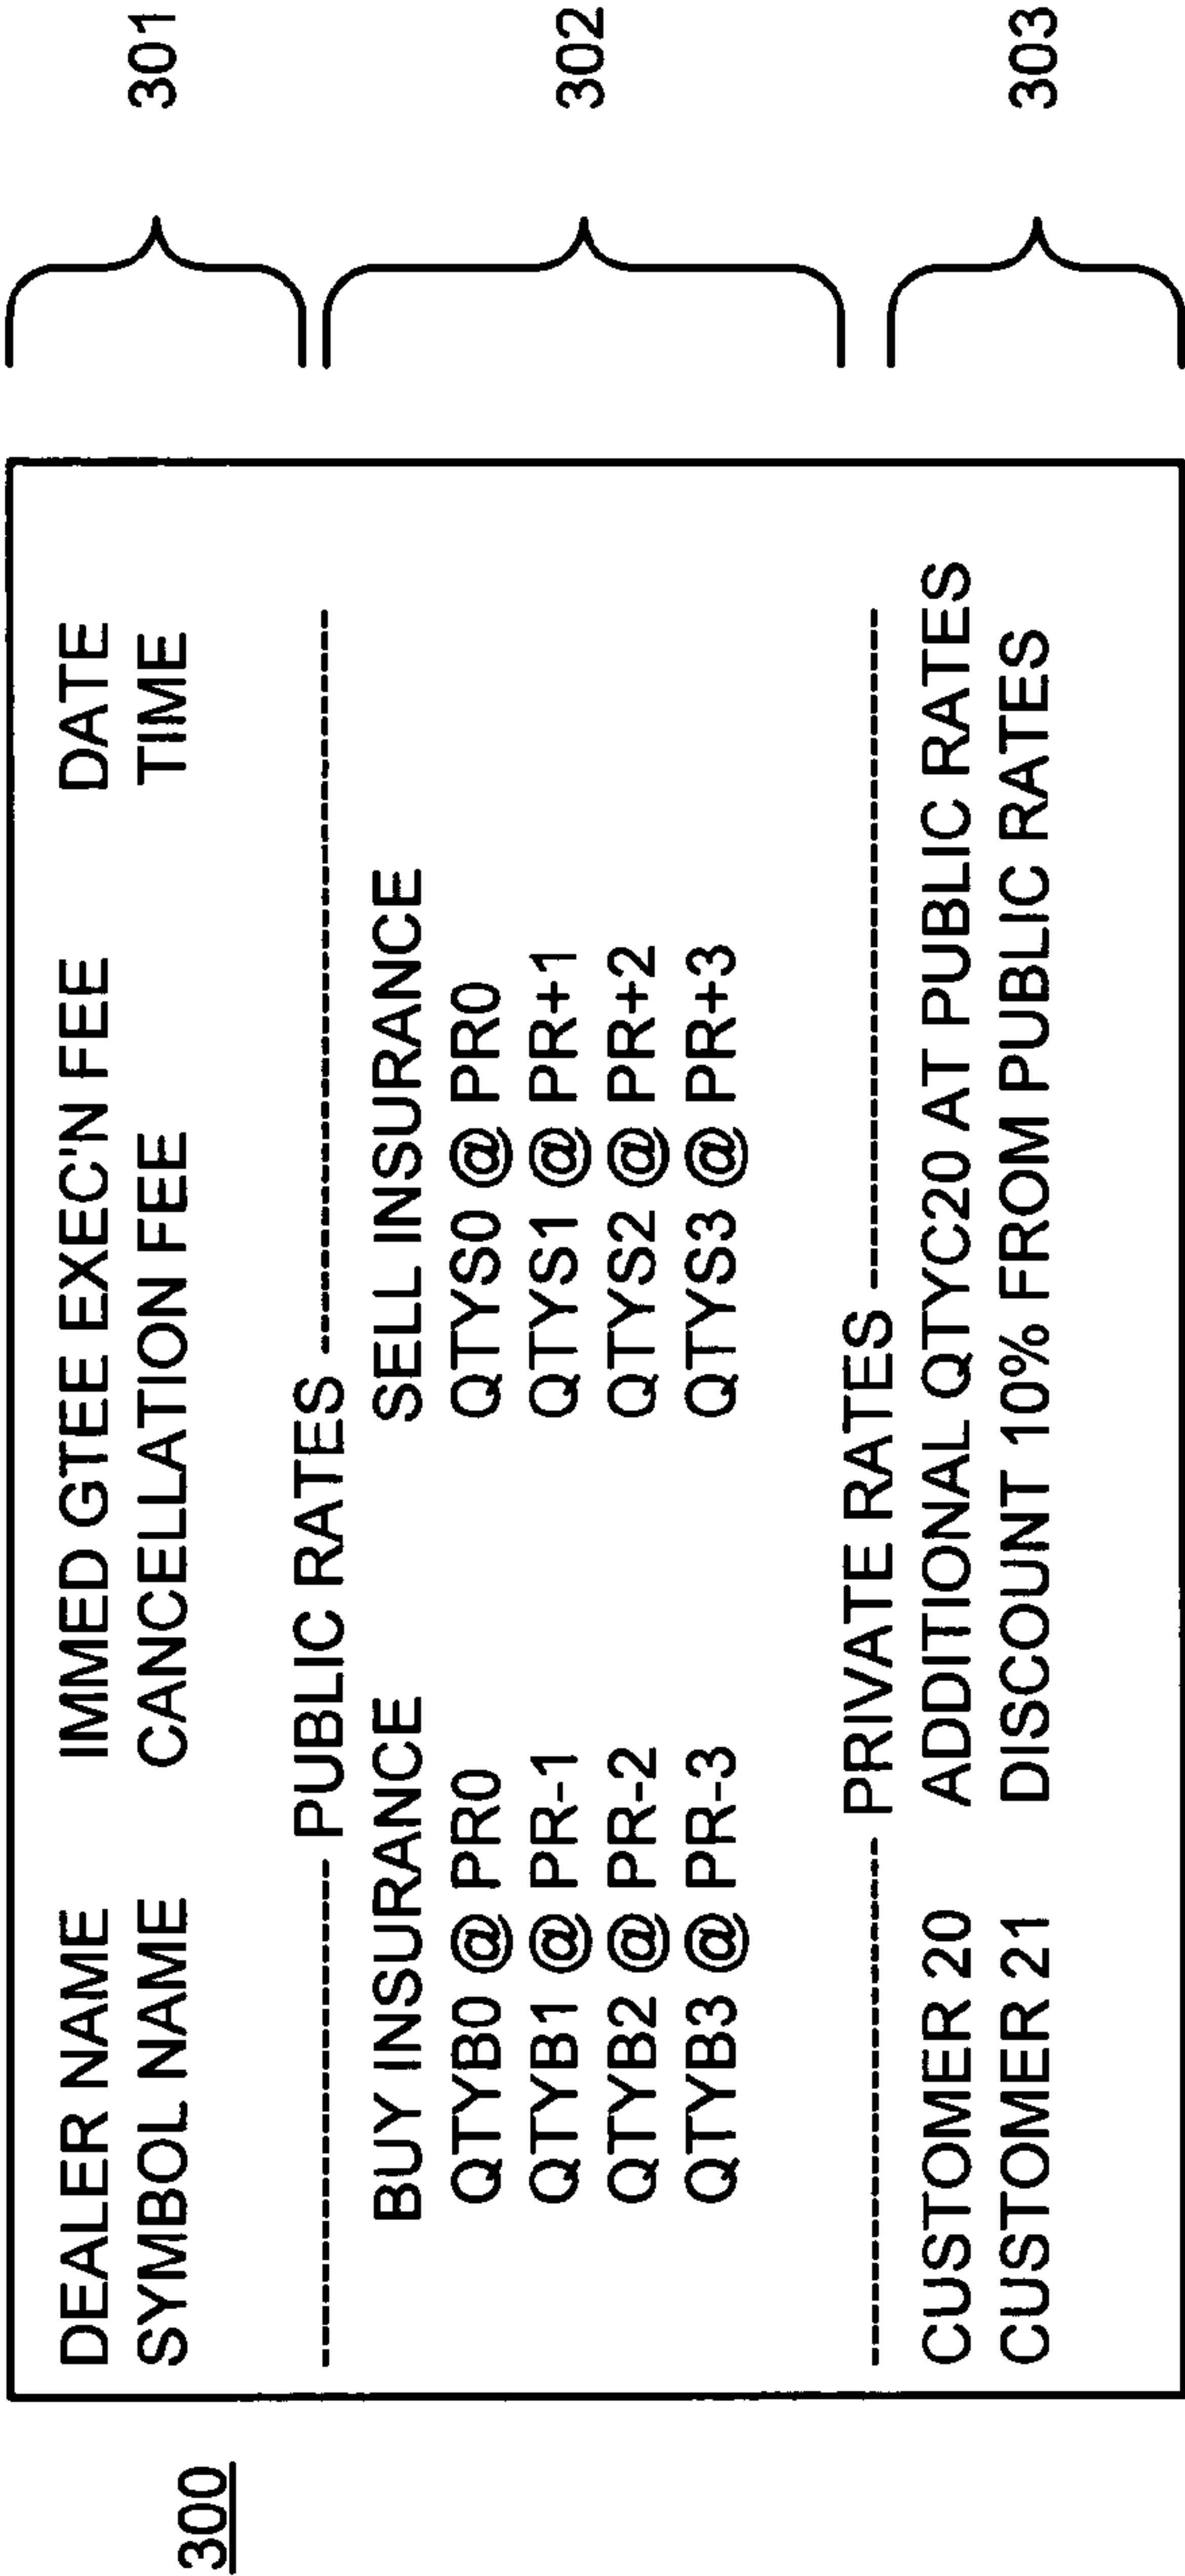 300
DEALER NAME IMMED GTEE EXEC'N FEE DATE
SYMBOL NAME CANCELLATION FEE TIME
301
PUBLIC RATES
BUY INSURANCE SELL INSURANCE
QTYB0 @ PR0 QTYS0 @ PR0
QTYB1 @ PR-1 QTYS1 @ PR+1
QTYB2 @ PR-2 QTYS2 @ PR+2
QTYB3 @ PR-3 QTYS3 @ PR+3
302
PRIVATE RATES
CUSTOMER 20 ADDITIONAL QTYC20 AT PUBLIC RATES
CUSTOMER 21 DISCOUNT 10% FROM PUBLIC RATES
303